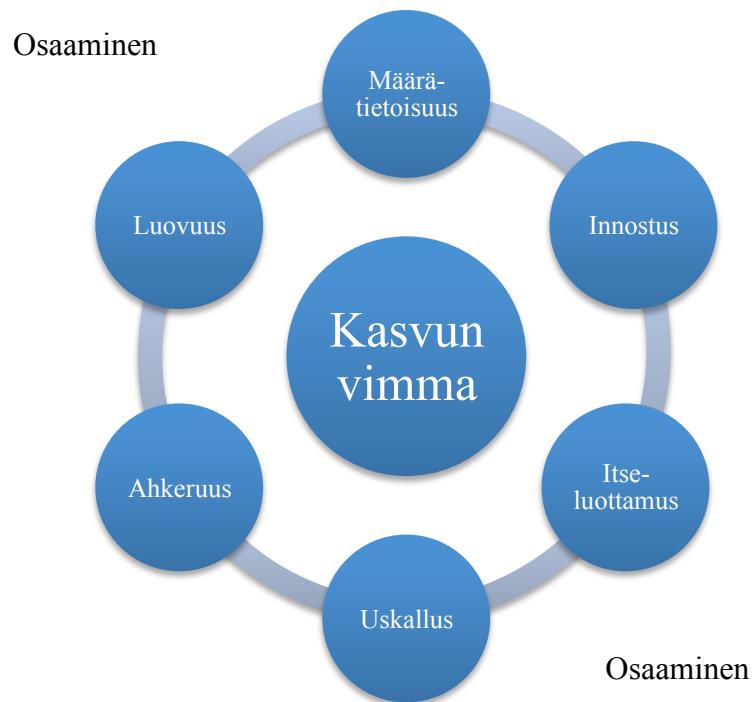 Osaaminen
Määrä-
tietoisuus
Luovuus
Innostus
Kasvun
vimma
Ahkeruus
Itse-
luottamus
Uskallus
Osaaminen